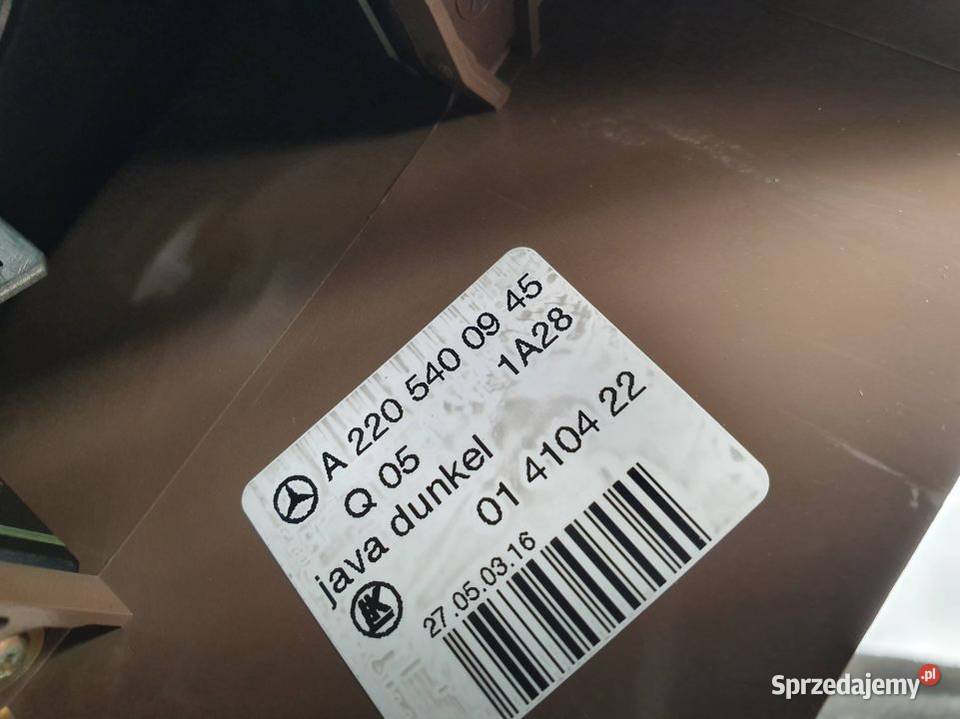 A 220 540 09 45
Q 05 1A28
java dunkel
01 4104 22
27.05.03.16
Sprzedajemy.pl